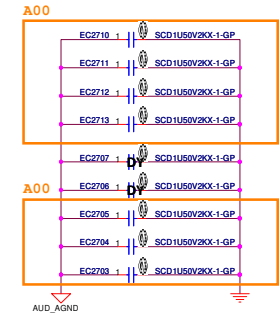 A00
EC2710 1 SCD1U50V2KX-1-GP
EC2711 1 SCD1U50V2KX-1-GP
EC2712 1 SCD1U50V2KX-1-GP
EC2713 1 SCD1U50V2KX-1-GP
EC2707 1 DY SCD1U50V2KX-1-GP
EC2706 1 DY SCD1U50V2KX-1-GP
A00
EC2705 1 SCD1U50V2KX-1-GP
EC2704 1 SCD1U50V2KX-1-GP
EC2703 1 SCD1U50V2KX-1-GP
AUD_AGND